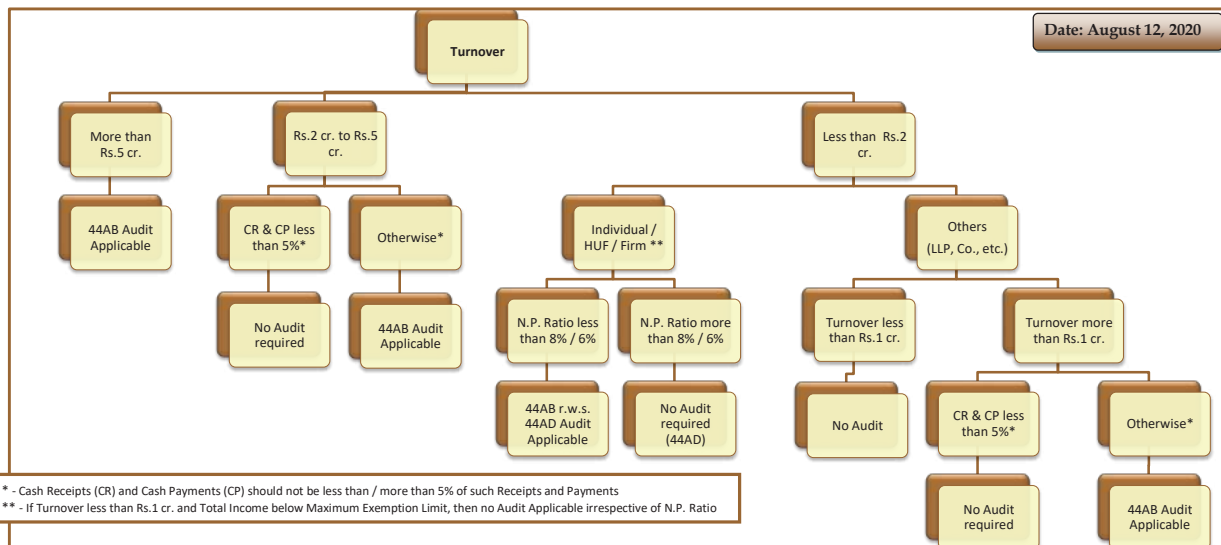 Date: August 12, 2020
Turnover
More than
Rs.5 cr.
Rs.2 cr. to Rs.5
cr.
Less than Rs.2
cr.
44AB Audit
Applicable
CR & CP less
than 5%*
Otherwise*
Individual /
HUF / Firm **
Others
(LLP, Co., etc.)
No Audit
required
44AB Audit
Applicable
N.P. Ratio less
than 8% / 6%
N.P. Ratio more
than 8% / 6%
Turnover less
than Rs.1 cr.
Turnover more
than Rs.1 cr.
44AB r.w.s.
44AD Audit
Applicable
No Audit
required
(44AD)
No Audit
CR & CP less
than 5%*
Otherwise*
No Audit
required
44AB Audit
Applicable
* - Cash Receipts (CR) and Cash Payments (CP) should not be less than / more than 5% of such Receipts and Payments
** - If Turnover less than Rs.1 cr. and Total Income below Maximum Exemption Limit, then no Audit Applicable irrespective of N.P. Ratio